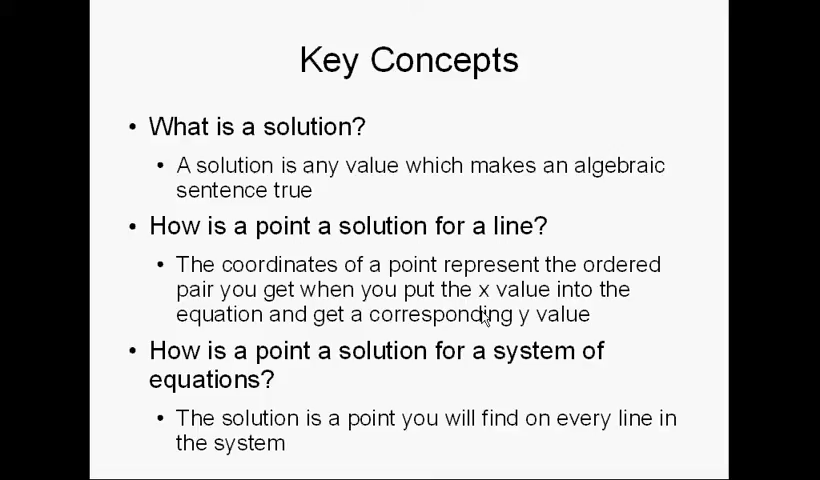 Key Concepts
• What is a solution?
• A solution is any value which makes an algebraic
sentence true
• How is a point a solution for a line?
• The coordinates of a point represent the ordered
pair you get when you put the x value into the
equation and get a corresponding y value
• How is a point a solution for a system of
equations?
• The solution is a point you will find on every line in
the system